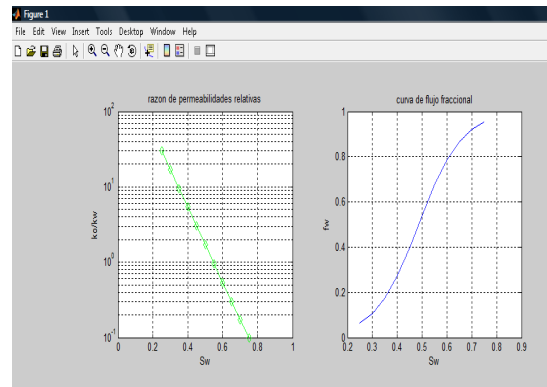 Figure 1
File Edit View Insert Tools Desktop Window Help
razon de permeabilidades relativas
10^2
10^1
10^0
10^-1
ko/kw
0 0.2 0.4 0.6 0.8 1
Sw
curva de flujo fraccional
1
0.8
0.6
0.4
0.2
0
fw
0.2 0.3 0.4 0.5 0.6 0.7 0.8 0.9
Sw